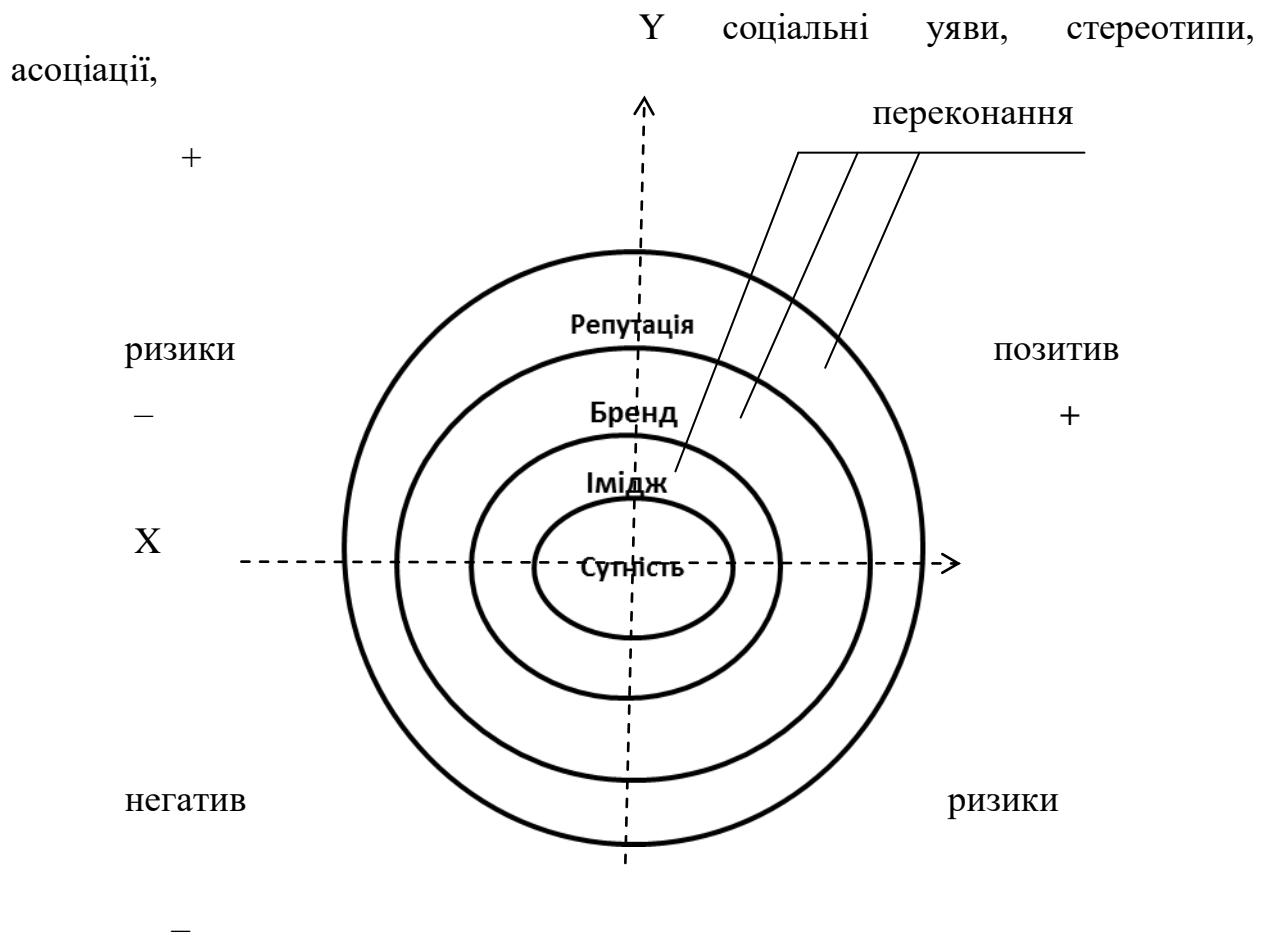 Y соціальні уяви, стереотипи,
асоціації,
переконання
+
Репутація
ризики
позитив
Бренд
–
+
Імідж
X
Сутність
негатив
ризики
–